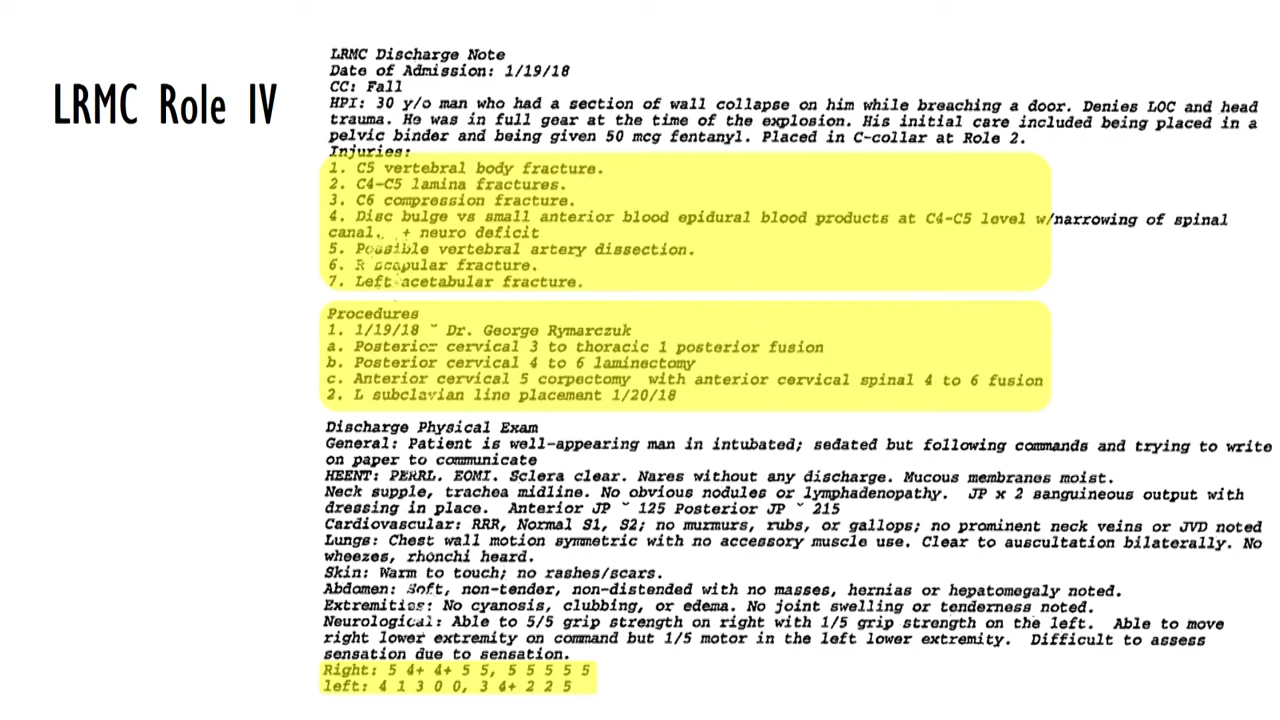 LRMC Role IV
LRMC Discharge Note
Date of Admission: 1/19/18
CC: Fall
HPI: 30 y/o man who had a section of wall collapse on him while breaching a door. Denies LOC and head
trauma. He was in full gear at the time of the explosion. His initial care included being placed in a
pelvic binder and being given 50 mcg fentanyl. Placed in C-collar at Role 2.
Injuries:
1. C5 vertebral body fracture.
2. C4-C5 lamina fractures.
3. C6 compression fracture.
4. Disc bulge vs small anterior blood epidural blood products at C4-C5 level w/narrowing of spinal
canal. + neuro deficit
5. Possible vertebral artery dissection.
6. R scapular fracture.
7. Left acetabular fracture.
Procedures
1. 1/19/18 ~ Dr. George Rymarczuk
a. Posterior cervical 3 to thoracic 1 posterior fusion
b. Posterior cervical 4 to 6 laminectomy
c. Anterior cervical 5 corpectomy with anterior cervical spinal 4 to 6 fusion
2. L subclavian line placement 1/20/18
Discharge Physical Exam
General: Patient is well-appearing man in intubated; sedated but following commands and trying to write
on paper to communicate
HEENT: PERRL. EOMI. Sclera clear. Nares without any discharge. Mucous membranes moist.
Neck supple, trachea midline. No obvious nodules or lymphadenopathy. JP x 2 sanguineous output with
dressing in place. Anterior JP ~ 125 Posterior JP ~ 215
Cardiovascular: RRR, Normal S1, S2; no murmurs, rubs, or gallops; no prominent neck veins or JVD noted
Lungs: Chest wall motion symmetric with no accessory muscle use. Clear to auscultation bilaterally. No
wheezes, rhonchi heard.
Skin: Warm to touch; no rashes/scars.
Abdomen: Soft, non-tender, non-distended with no masses, hernias or hepatomegaly noted.
Extremities: No cyanosis, clubbing, or edema. No joint swelling or tenderness noted.
Neurological: Able to 5/5 grip strength on right with 1/5 grip strength on the left. Able to move
right lower extremity on command but 1/5 motor in the left lower extremity. Difficult to assess
sensation due to sensation.
Right: 5 4+ 4+ 5 5, 5 5 5 5 5
left: 4 1 3 0 0, 3 4+ 2 2 5